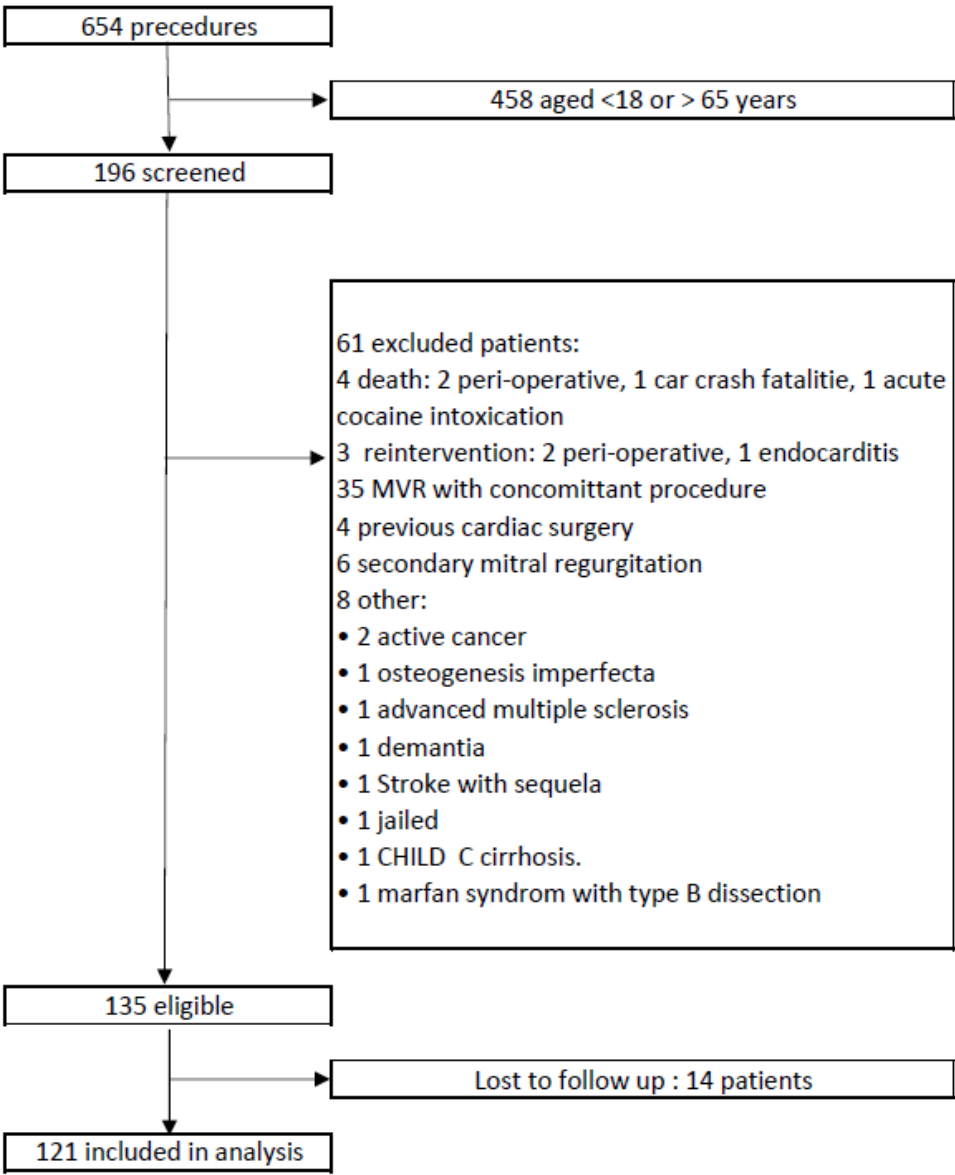 654 precedures
458 aged <18 or > 65 years
196 screened
61 excluded patients:
4 death: 2 peri-operative, 1 car crash fatalitie, 1 acute
cocaine intoxication
3  reintervention: 2 peri-operative, 1 endocarditis
35 MVR with concomittant procedure
4 previous cardiac surgery
6 secondary mitral regurgitation
8 other:
• 2 active cancer
• 1 osteogenesis imperfecta
• 1 advanced multiple sclerosis
• 1 demantia
• 1 Stroke with sequela
• 1 jailed
• 1 CHILD  C cirrhosis.
• 1 marfan syndrom with type B dissection
135 eligible
Lost to follow up : 14 patients
121 included in analysis